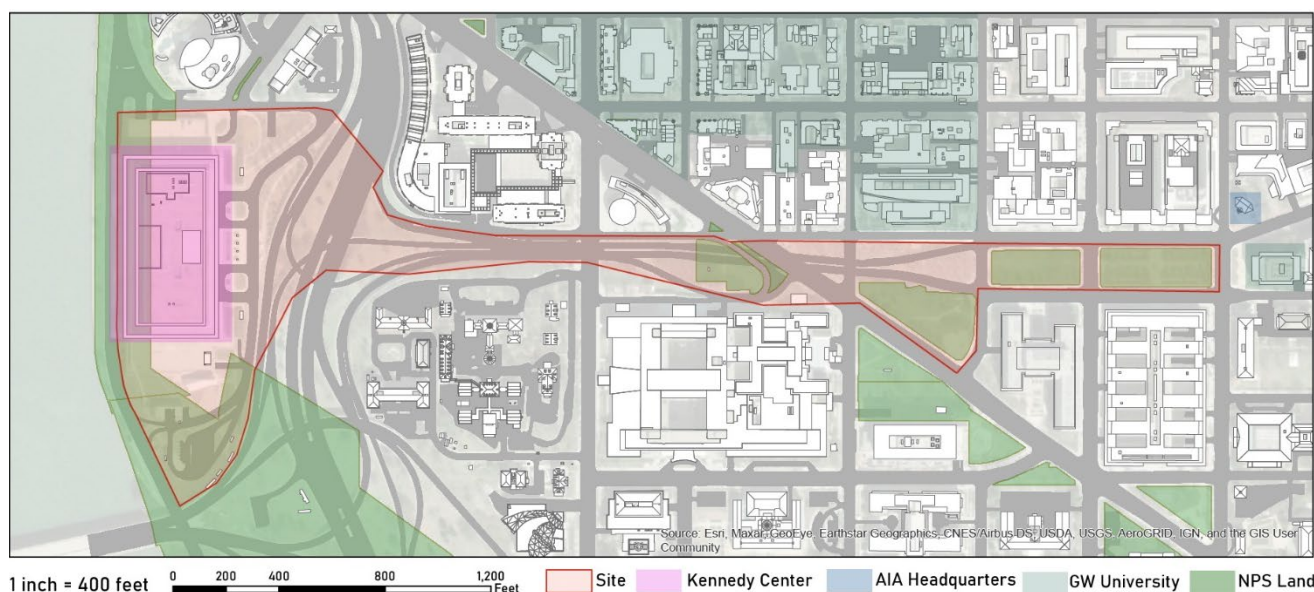 Source: Esri, Maxar, GeoEye, Earthstar Geographics, CNES/Airbus DS, USDA, USGS, AeroGRID, IGN, and the GIS User
Community
1 inch = 400 feet
0 200 400 800 1,200
Feet
Site
Kennedy Center
AIA Headquarters
GW University
NPS Land